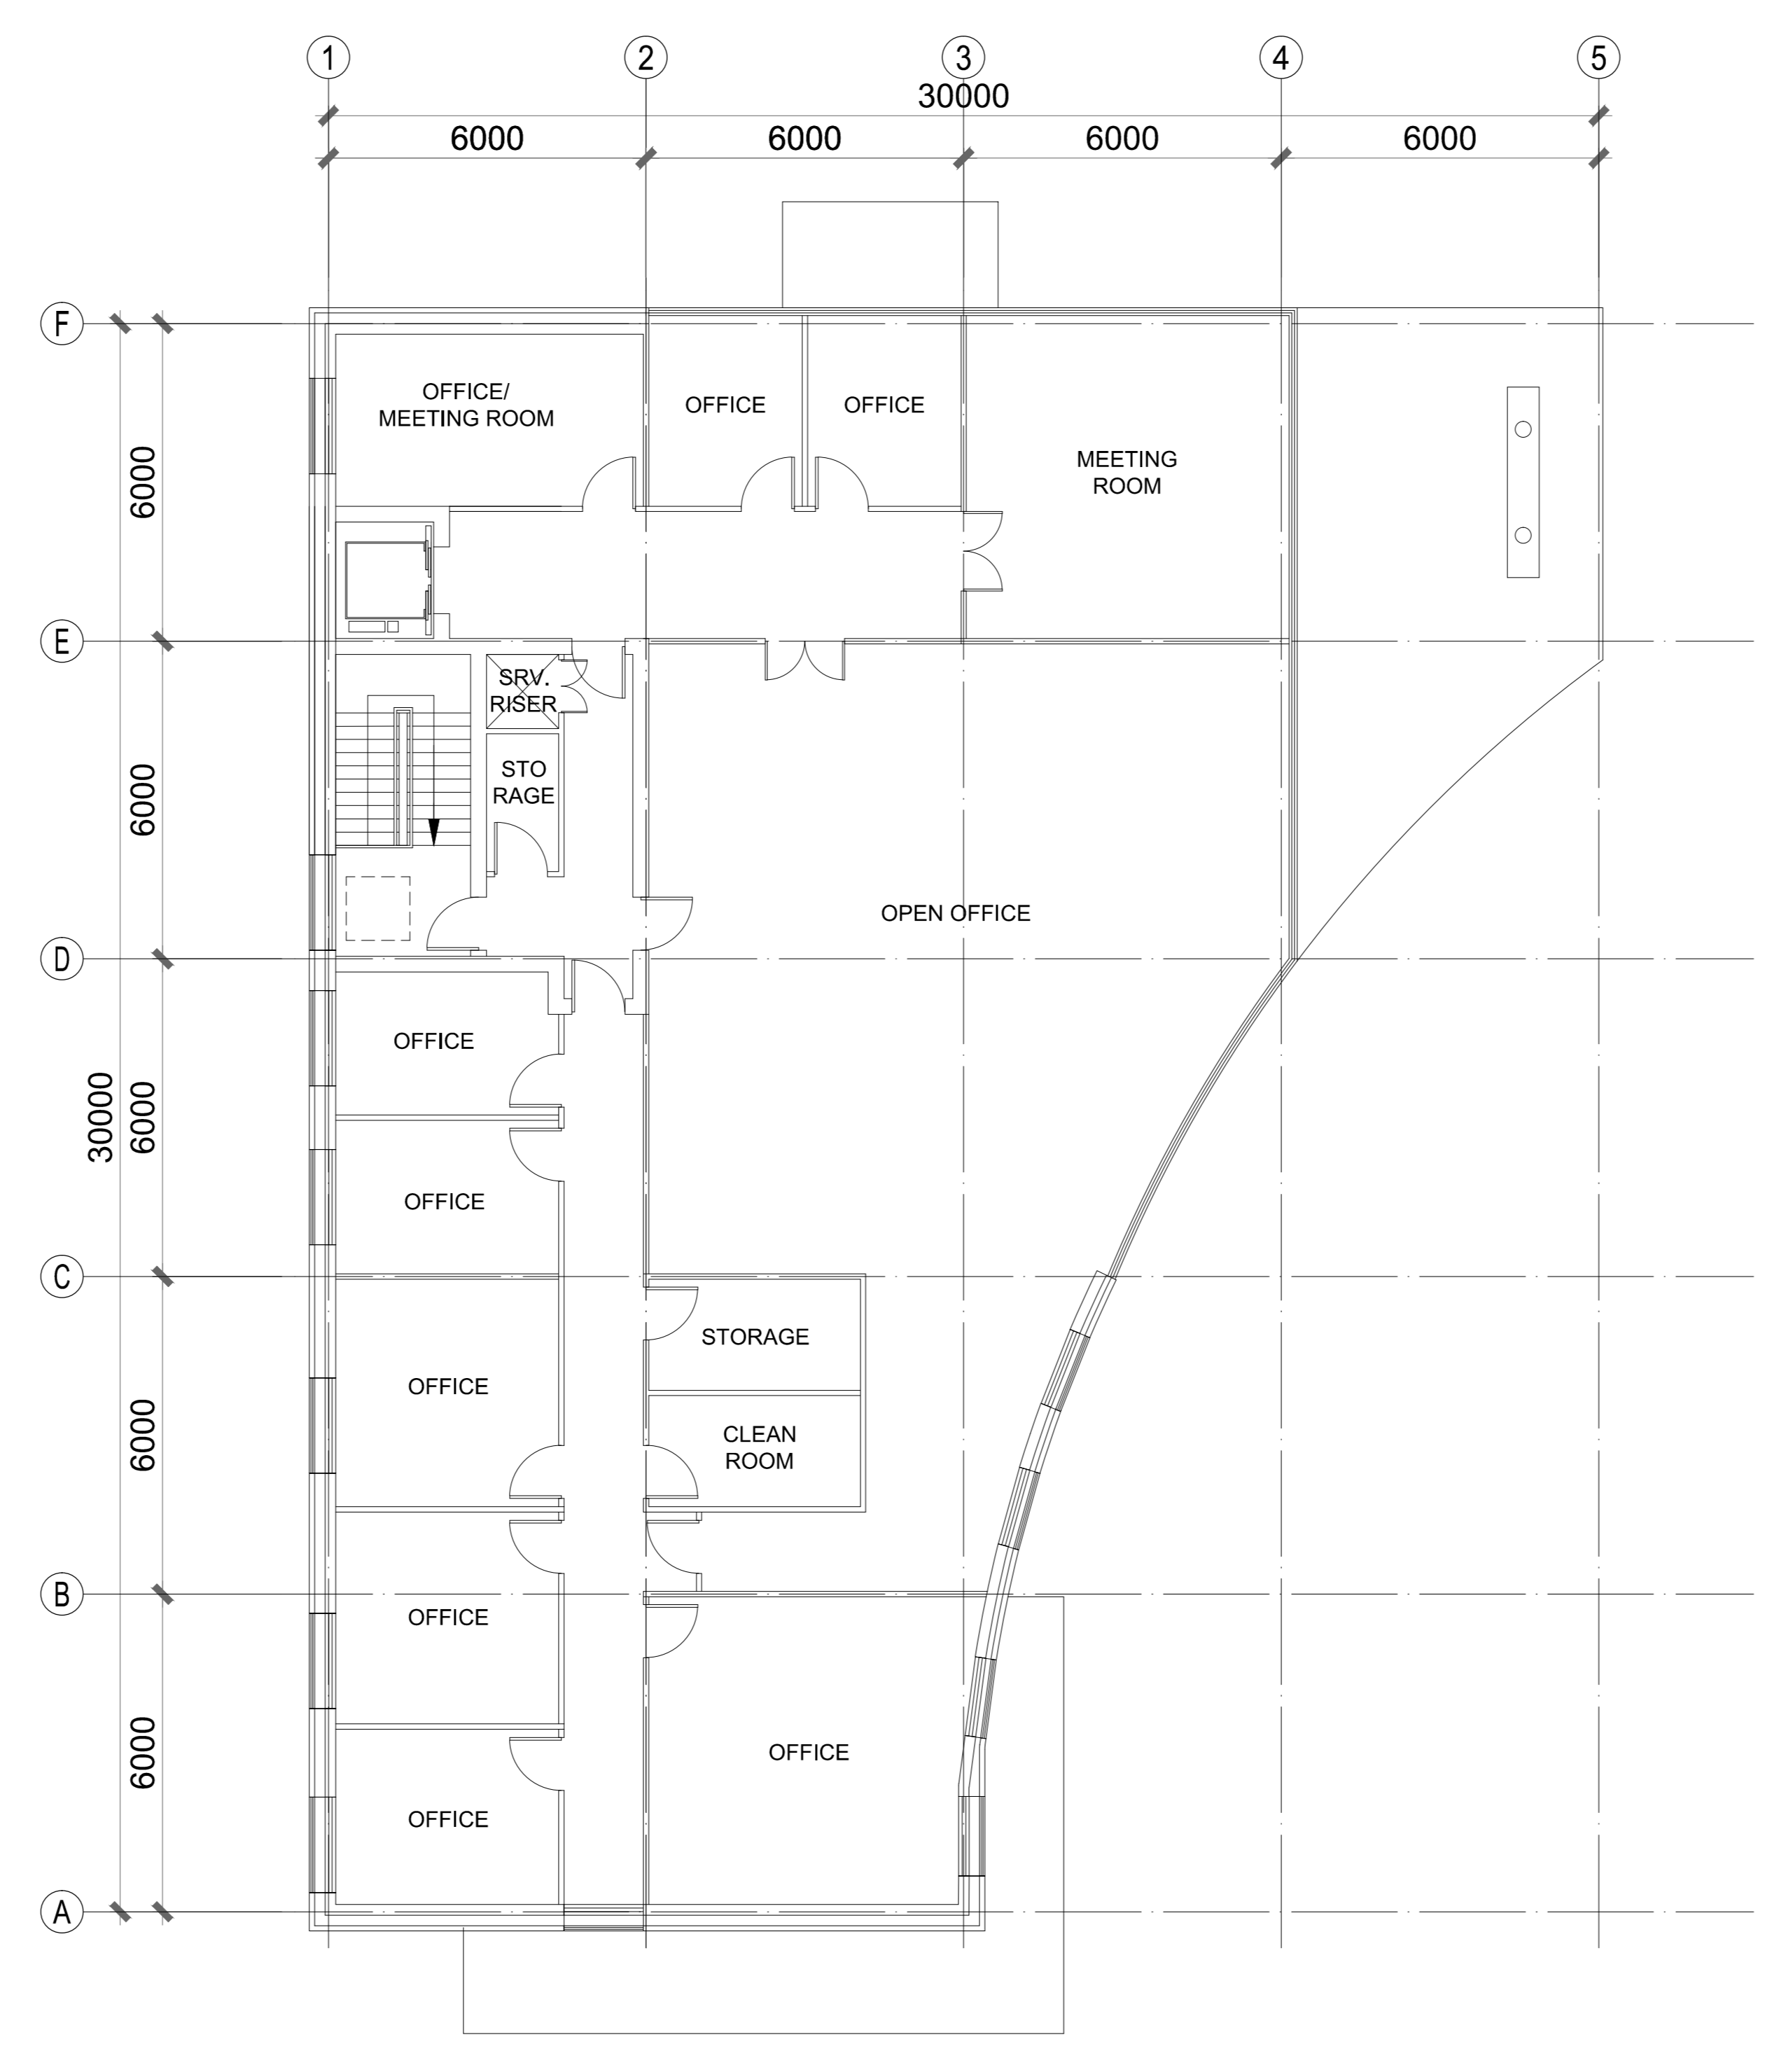 1
2
3
4
5
30000
6000
6000
6000
6000
F
OFFICE/
MEETING ROOM
OFFICE
OFFICE
MEETING
ROOM
6000
E
SRV.
RISER
STO
RAGE
6000
OPEN OFFICE
D
OFFICE
30000
6000
OFFICE
C
STORAGE
OFFICE
6000
CLEAN
ROOM
B
OFFICE
6000
OFFICE
OFFICE
A